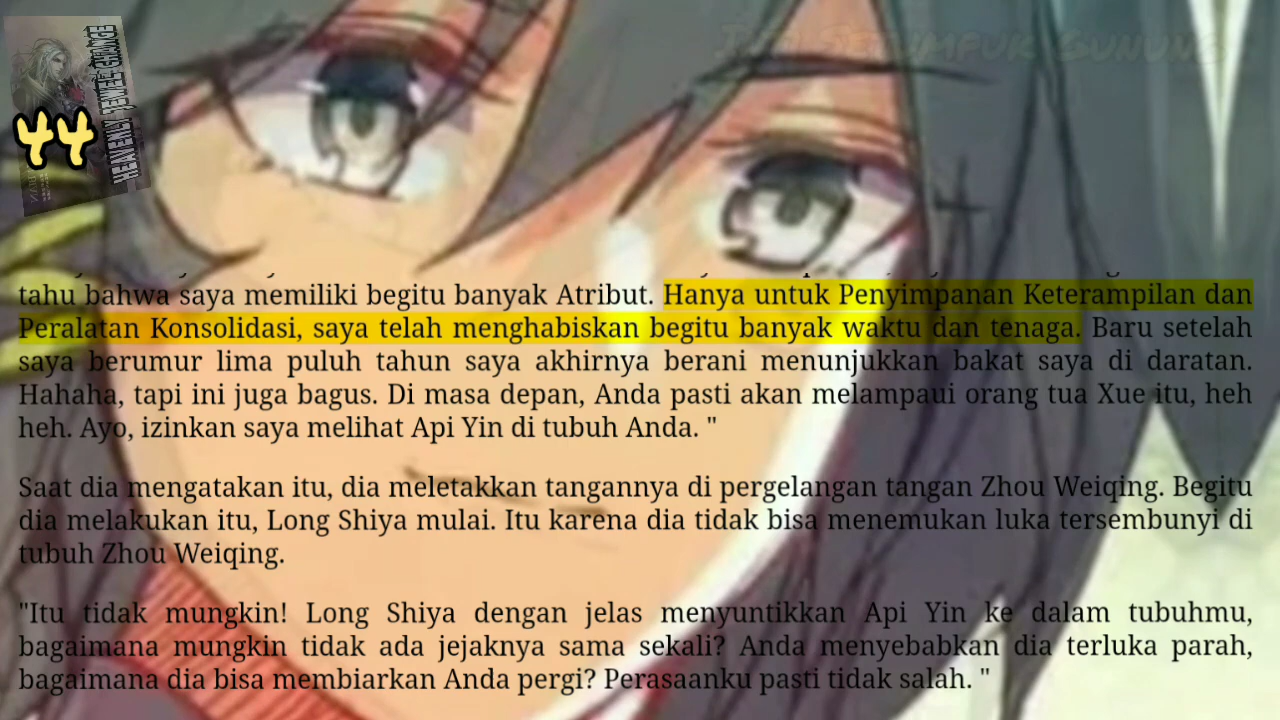 HEAVENLY JEWEL CHANGE
44
tahu bahwa saya memiliki begitu banyak Atribut. Hanya untuk Penyimpanan Keterampilan dan
Peralatan Konsolidasi, saya telah menghabiskan begitu banyak waktu dan tenaga. Baru setelah
saya berumur lima puluh tahun saya akhirnya berani menunjukkan bakat saya di daratan.
Hahaha, tapi ini juga bagus. Di masa depan, Anda pasti akan melampaui orang tua Xue itu, heh
heh. Ayo, izinkan saya melihat Api Yin di tubuh Anda. "
Saat dia mengatakan itu, dia meletakkan tangannya di pergelangan tangan Zhou Weiqing. Begitu
dia melakukan itu, Long Shiya mulai. Itu karena dia tidak bisa menemukan luka tersembunyi di
tubuh Zhou Weiqing.
"Itu tidak mungkin! Long Shiya dengan jelas menyuntikkan Api Yin ke dalam tubuhmu,
bagaimana mungkin tidak ada jejaknya sama sekali? Anda menyebabkan dia terluka parah,
bagaimana dia bisa membiarkan Anda pergi? Perasaanku pasti tidak salah. "